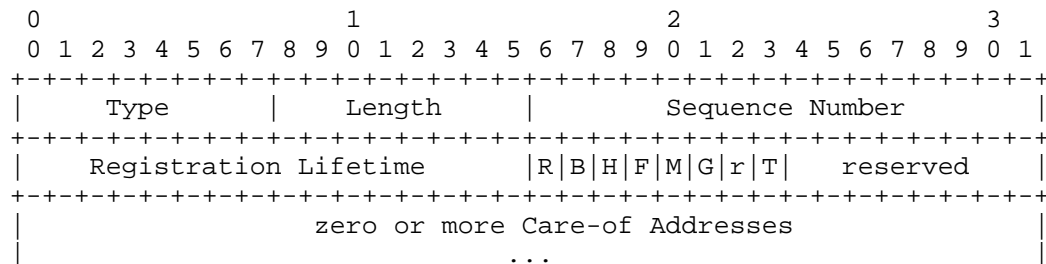 0                   1                   2                   3
0 1 2 3 4 5 6 7 8 9 0 1 2 3 4 5 6 7 8 9 0 1 2 3 4 5 6 7 8 9 0 1
+-+-+-+-+-+-+-+-+-+-+-+-+-+-+-+-+-+-+-+-+-+-+-+-+-+-+-+-+-+-+-+-+
|     Type      |    Length     |        Sequence Number        |
+-+-+-+-+-+-+-+-+-+-+-+-+-+-+-+-+-+-+-+-+-+-+-+-+-+-+-+-+-+-+-+-+
|    Registration Lifetime      |R|B|H|F|M|G|r|T|   reserved    |
+-+-+-+-+-+-+-+-+-+-+-+-+-+-+-+-+-+-+-+-+-+-+-+-+-+-+-+-+-+-+-+-+
|                  zero or more Care-of Addresses               |
|                              ...                              |